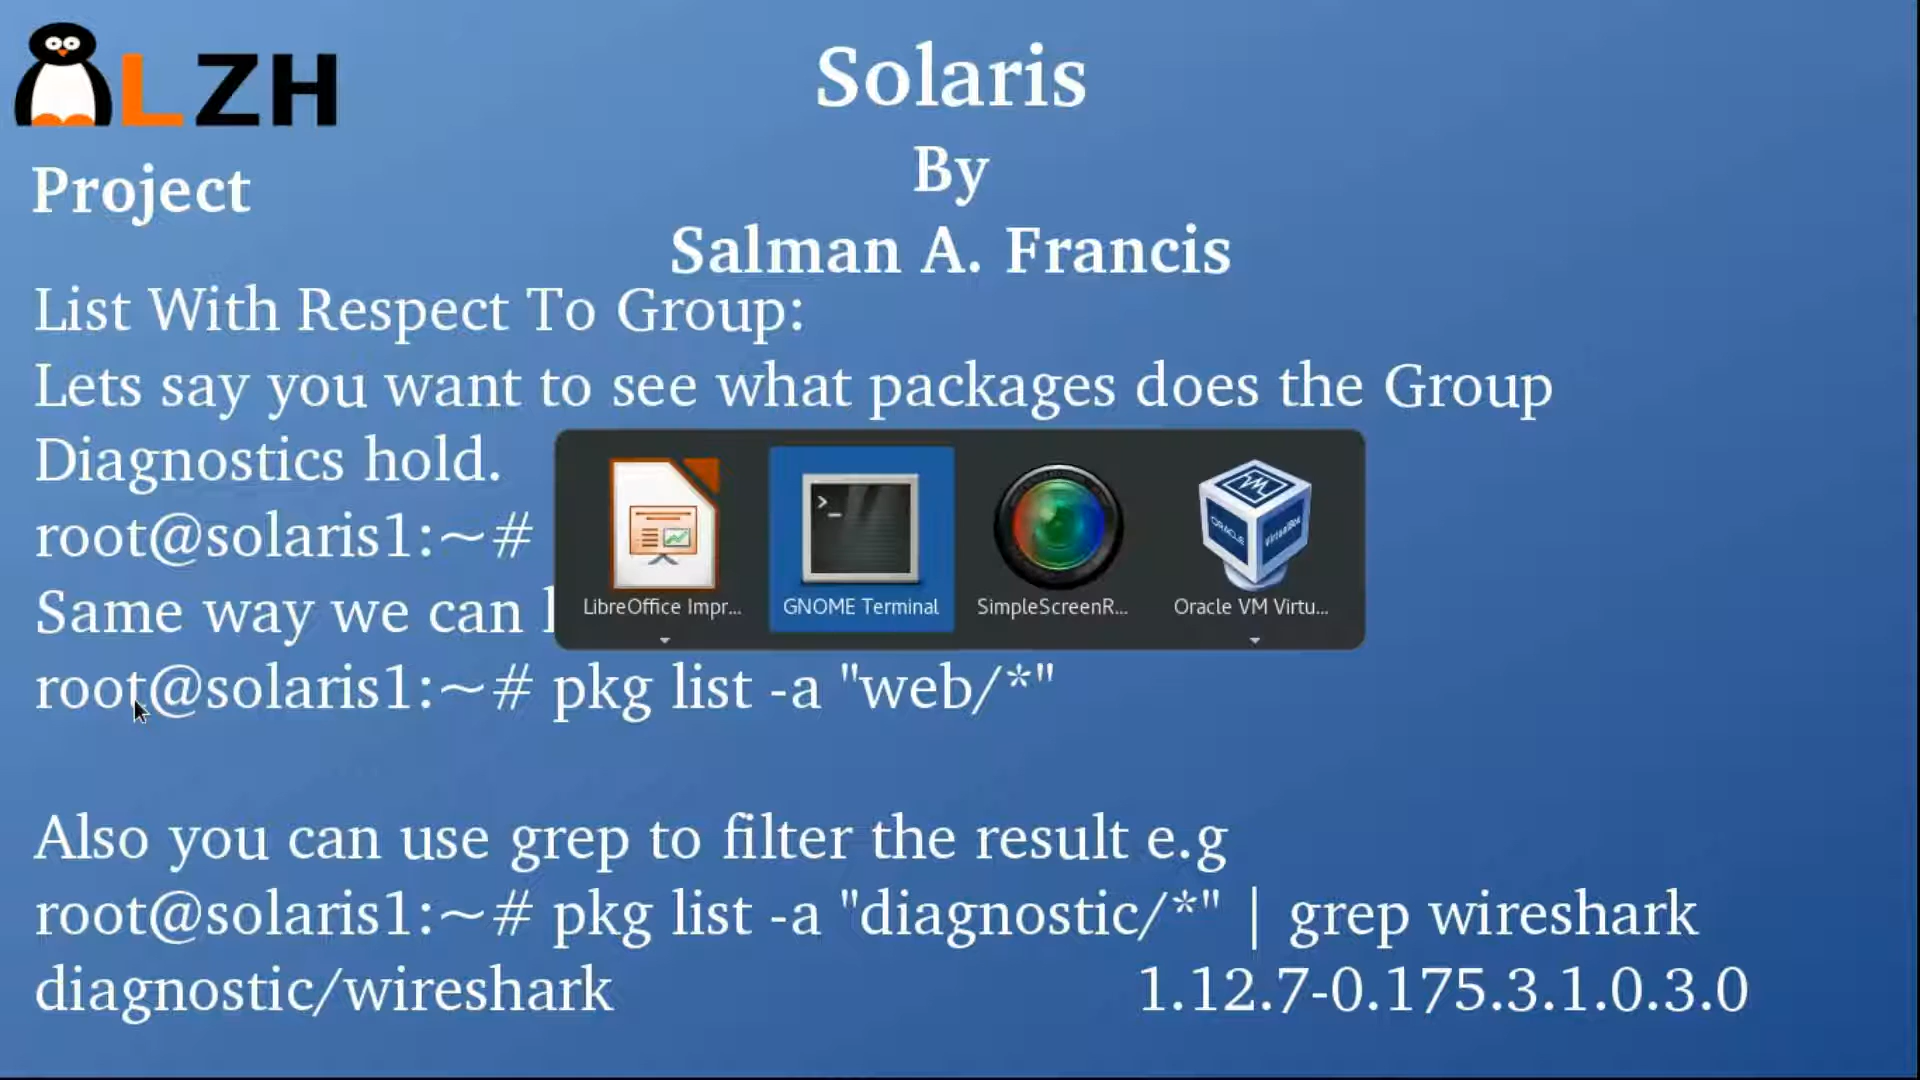 LZH
Solaris
By
Salman A. Francis
Project
List With Respect To Group:
Lets say you want to see what packages does the Group
Diagnostics hold.
root@solaris1:~#
Same way we can
root@solaris1:~# pkg list -a "web/*"
LibreOffice Impr...
GNOME Terminal
SimpleScreenR...
Oracle VM Virtu...
ORACLE
VirtualBox
Also you can use grep to filter the result e.g
root@solaris1:~# pkg list -a "diagnostic/*" | grep wireshark
diagnostic/wireshark 1.12.7-0.175.3.1.0.3.0